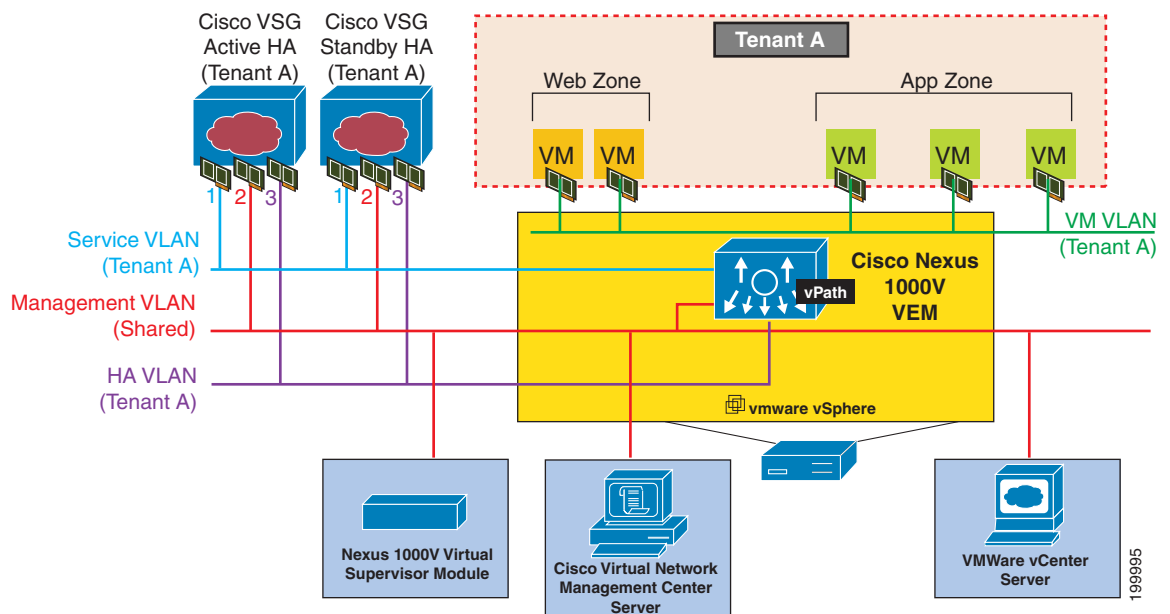 Cisco VSG
Active HA
(Tenant A)
Cisco VSG
Standby HA
(Tenant A)
Tenant A
Web Zone
App Zone
VM
VM
VM
VM
VM
1
2
3
1
2
3
Service VLAN
(Tenant A)
VM VLAN
(Tenant A)
Management VLAN
(Shared)
vPath
Cisco Nexus
1000V
VEM
HA VLAN
(Tenant A)
vmware vSphere
Nexus 1000V Virtual
Supervisor Module
Cisco Virtual Network
Management Center
Server
VMWare vCenter
Server
199995